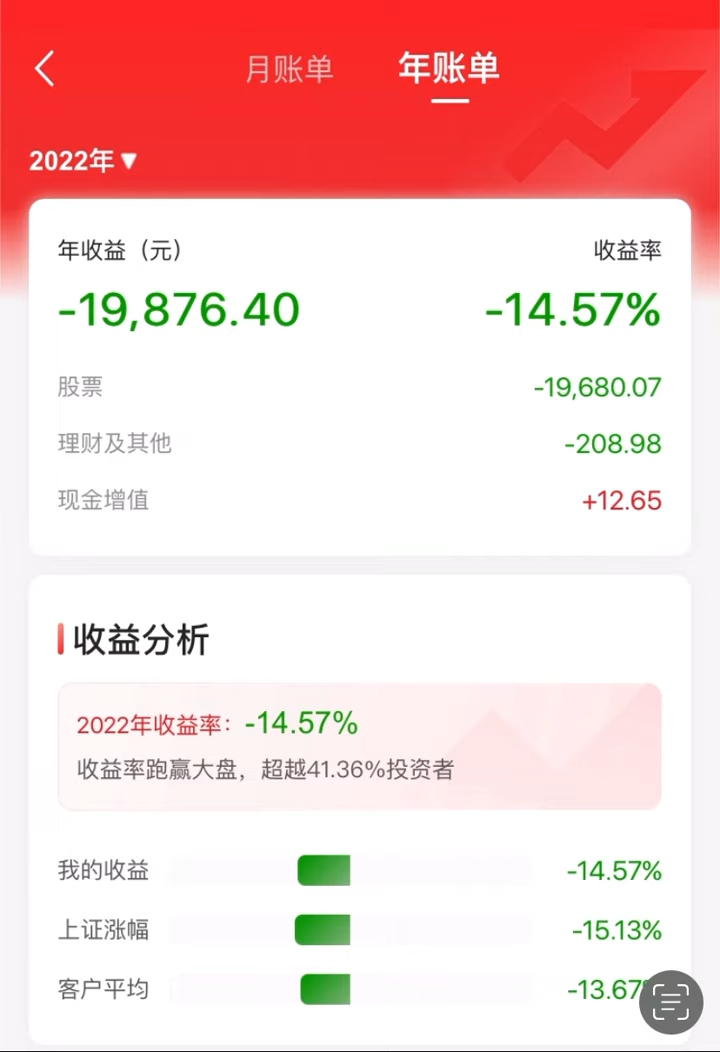 月账单 年账单
2022年▼
年收益（元） 收益率
-19,876.40 -14.57%
股票 -19,680.07
理财及其他 -208.98
现金增值 +12.65
收益分析
2022年收益率：-14.57%
收益率跑赢大盘，超越41.36%投资者
我的收益 -14.57%
上证涨幅 -15.13%
客户平均 -13.67